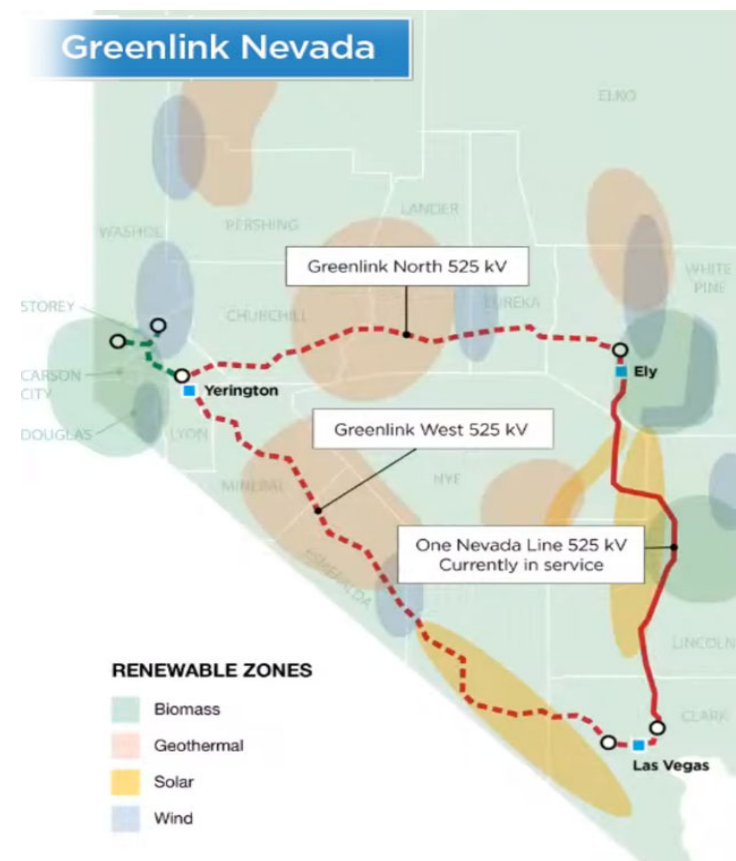 Greenlink Nevada
ELKO
PERSHING
LANDER
WASHOE
Greenlink North 525 kV
WHITE
PINE
STOREY
CHURCHILL
EUREKA
CARSON
CITY
Yerington
Ely
DOUGLAS
LYON
Greenlink West 525 kV
MINERAL
NYE
One Nevada Line 525 kV
Currently in service
ESMERALDA
LINCOLN
RENEWABLE ZONES
Biomass
Geothermal
Solar
Wind
CLARK
Las Vegas